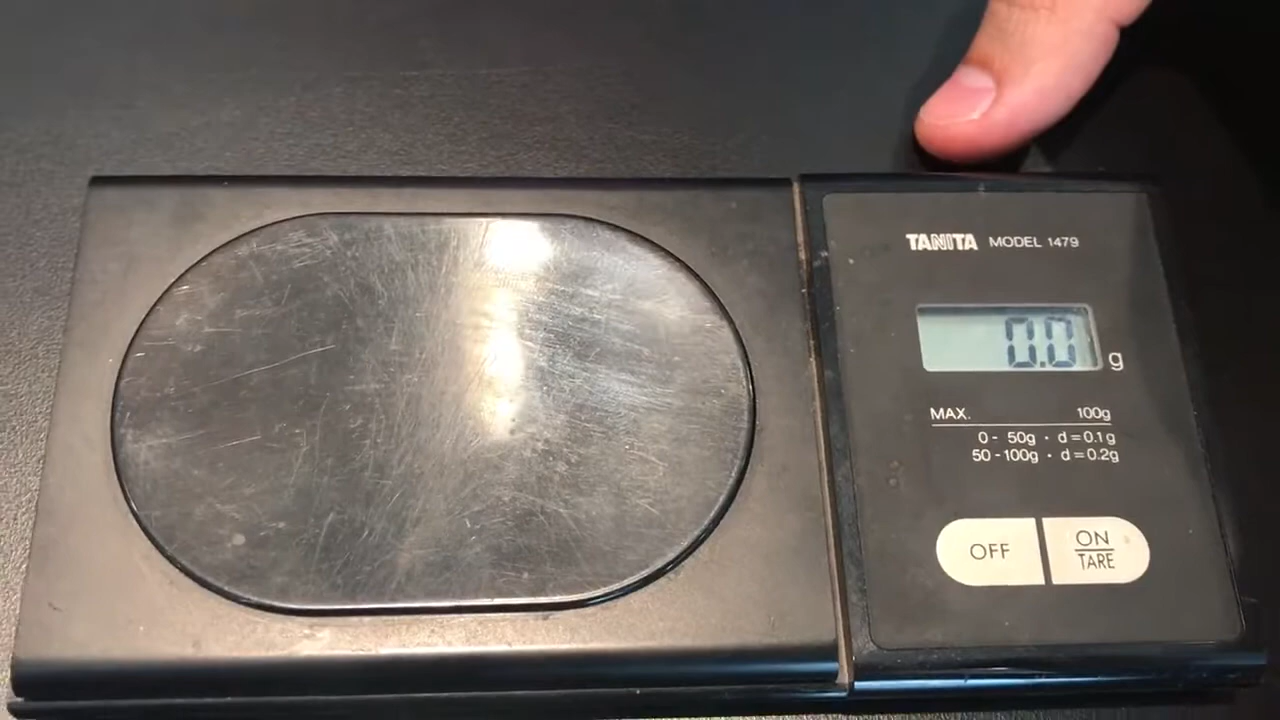 TANITA MODEL 1479
0.0 g
MAX. 100g
0 - 50g · d=0.1g
50-100g · d=0.2g
OFF
ON
TARE